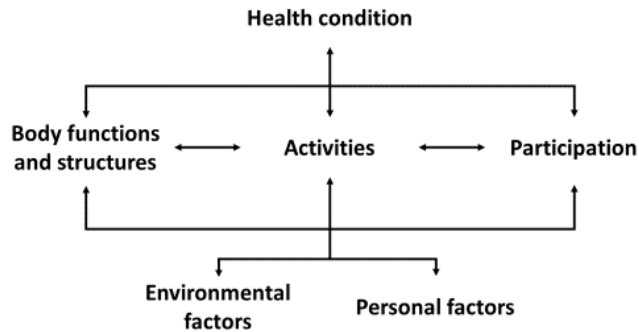 Health condition
Body functions
and structures
Activities
Participation
Environmental
factors
Personal factors